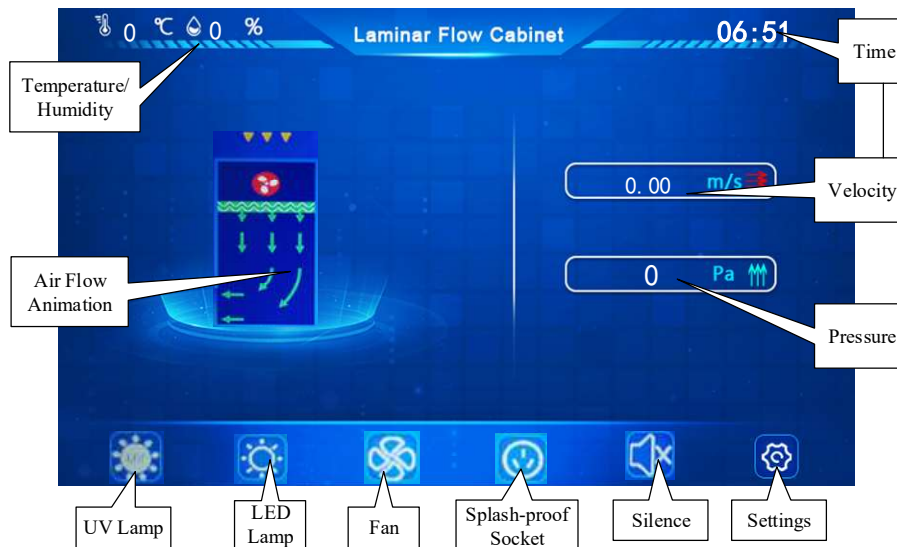 0 ℃ 0 %
Laminar Flow Cabinet
06:51
Time
Temperature/
Humidity
0.00 m/s
Velocity
Air Flow
Animation
0 Pa
Pressure
UV Lamp
LED
Lamp
Fan
Splash-proof
Socket
Silence
Settings